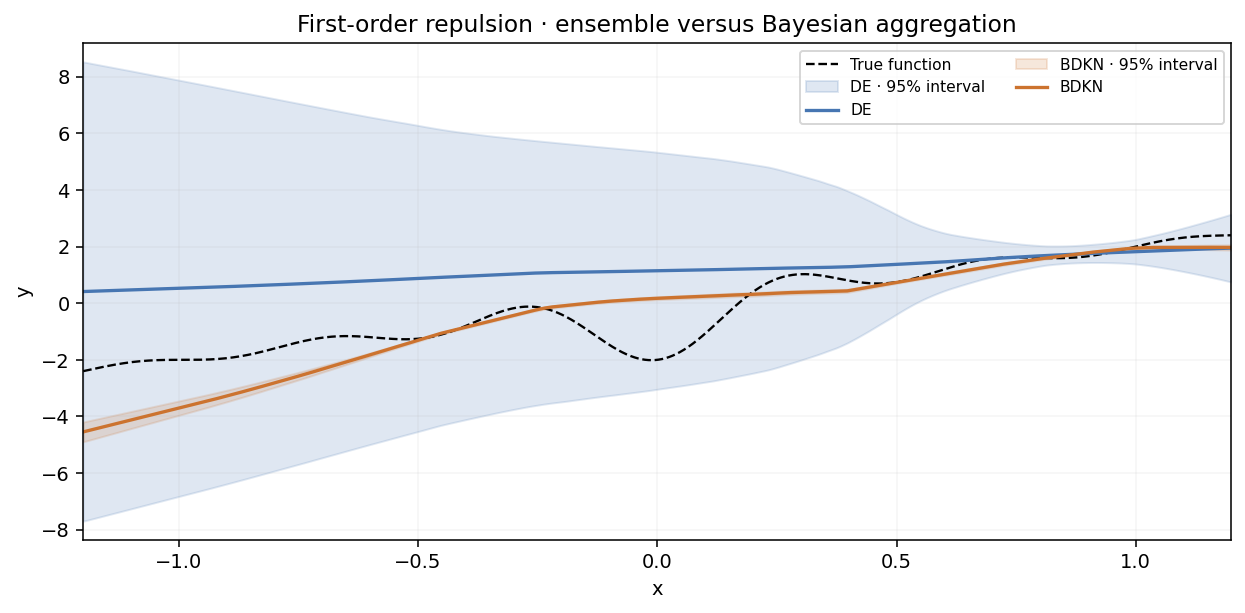 First-order repulsion · ensemble versus Bayesian aggregation
True function
DE · 95% interval
DE
BDKN · 95% interval
BDKN
8
6
4
2
0
−2
−4
−6
−8
y
−1.0
−0.5
0.0
0.5
1.0
x